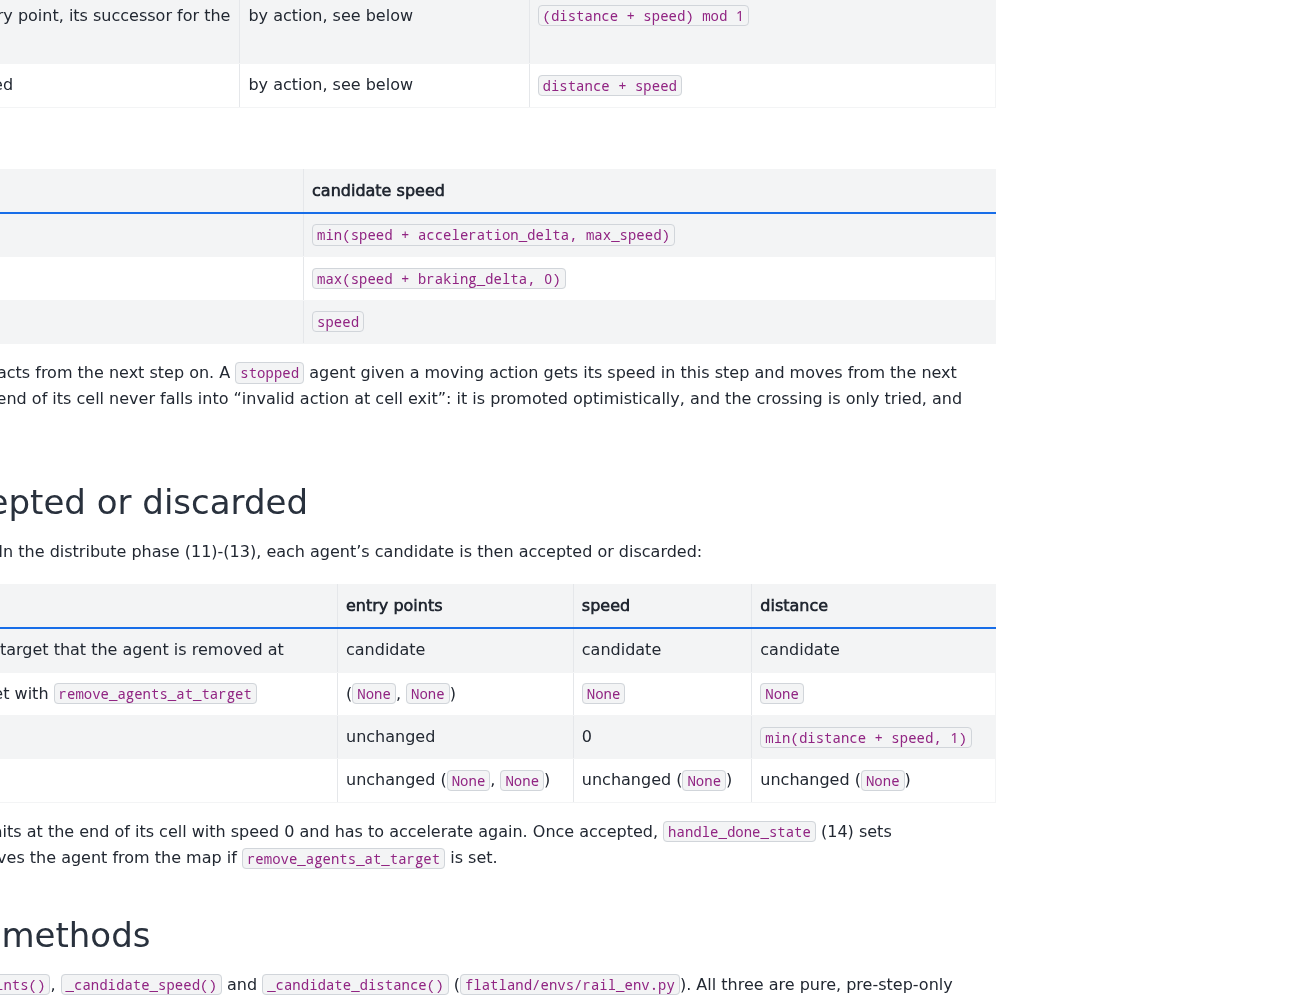 ry point, its successor for the by action, see below (distance + speed) mod 1
ed by action, see below distance + speed
candidate speed
min(speed + acceleration_delta, max_speed)
max(speed + braking_delta, 0)
speed
acts from the next step on. A stopped agent given a moving action gets its speed in this step and moves from the next
end of its cell never falls into “invalid action at cell exit”: it is promoted optimistically, and the crossing is only tried, and
epted or discarded
In the distribute phase (11)-(13), each agent’s candidate is then accepted or discarded:
entry points speed distance
target that the agent is removed at candidate candidate candidate
et with remove_agents_at_target (None, None) None None
unchanged 0 min(distance + speed, 1)
unchanged (None, None) unchanged (None) unchanged (None)
aits at the end of its cell with speed 0 and has to accelerate again. Once accepted, handle_done_state (14) sets
ves the agent from the map if remove_agents_at_target is set.
methods
ints(), _candidate_speed() and _candidate_distance() (flatland/envs/rail_env.py). All three are pure, pre-step-only